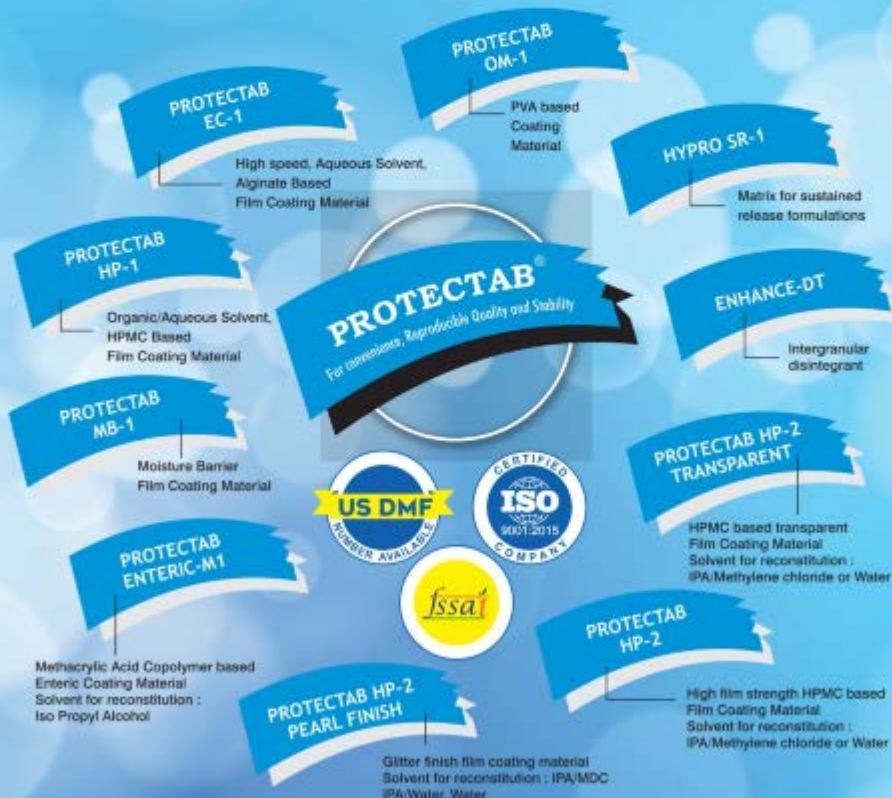 PROTECTAB
OM-1
PVA based
Coating
Material
PROTECTAB
EC-1
High speed, Aqueous Solvent,
Alginate Based
Film Coating Material
HYPRO SR-1
Matrix for sustained
release formulations
PROTECTAB
HP-1
Organic/Aqueous Solvent,
HPMC Based
Film Coating Material
PROTECTAB®
For convenience, Reproducible Quality and Stability
ENHANCE-DT
Intergranular
disintegrant
PROTECTAB
MB-1
Moisture Barrier
Film Coating Material
US DMF
NUMBER AVAILABLE
CERTIFIED
ISO
9001:2015
COMPANY
fssai
PROTECTAB HP-2
TRANSPARENT
HPMC based transparent
Film Coating Material
Solvent for reconstitution :
IPA/Methylene chloride or Water
PROTECTAB
ENTERIC-M1
Methacrylic Acid Copolymer based
Enteric Coating Material
Solvent for reconstitution :
Iso Propyl Alcohol
PROTECTAB
HP-2
High film strength HPMC based
Film Coating Material
Solvent for reconstitution :
IPA/Methylene chloride or Water
PROTECTAB HP-2
PEARL FINISH
Glitter finish film coating material
Solvent for reconstitution : IPA/MDC
IPA/Water, Water